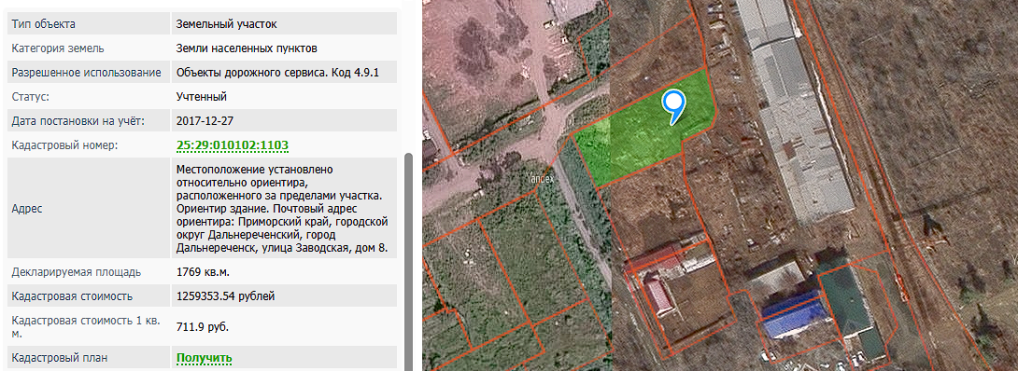 Тип объекта Земельный участок
Категория земель Земли населенных пунктов
Разрешенное использование Объекты дорожного сервиса. Код 4.9.1
Статус: Учтенный
Дата постановки на учёт: 2017-12-27
Кадастровый номер: 25:29:010102:1103
Адрес
Местоположение установлено
относительно ориентира,
расположенного за пределами участка.
Ориентир здание. Почтовый адрес
ориентира: Приморский край, городской
округ Дальнереченский, город
Дальнереченск, улица Заводская, дом 8.
Декларируемая площадь 1769 кв.м.
Кадастровая стоимость 1259353.54 рублей
Кадастровая стоимость 1 кв.
м. 711.9 руб.
Кадастровый план Получить
Yandex